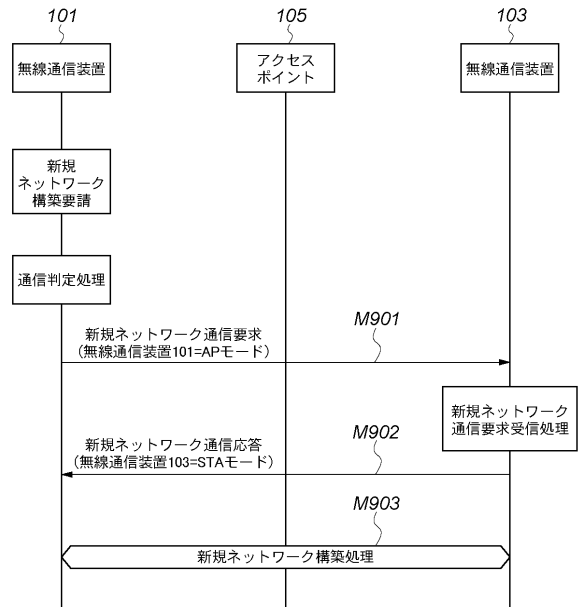 101
105
103
無線通信装置
アクセス
ポイント
無線通信装置
新規
ネットワーク
構築要請
通信判定処理
M901
新規ネットワーク通信要求
(無線通信装置101=APモード)
新規ネットワーク
通信要求受信処理
M902
新規ネットワーク通信応答
(無線通信装置103=STAモード)
M903
新規ネットワーク構築処理